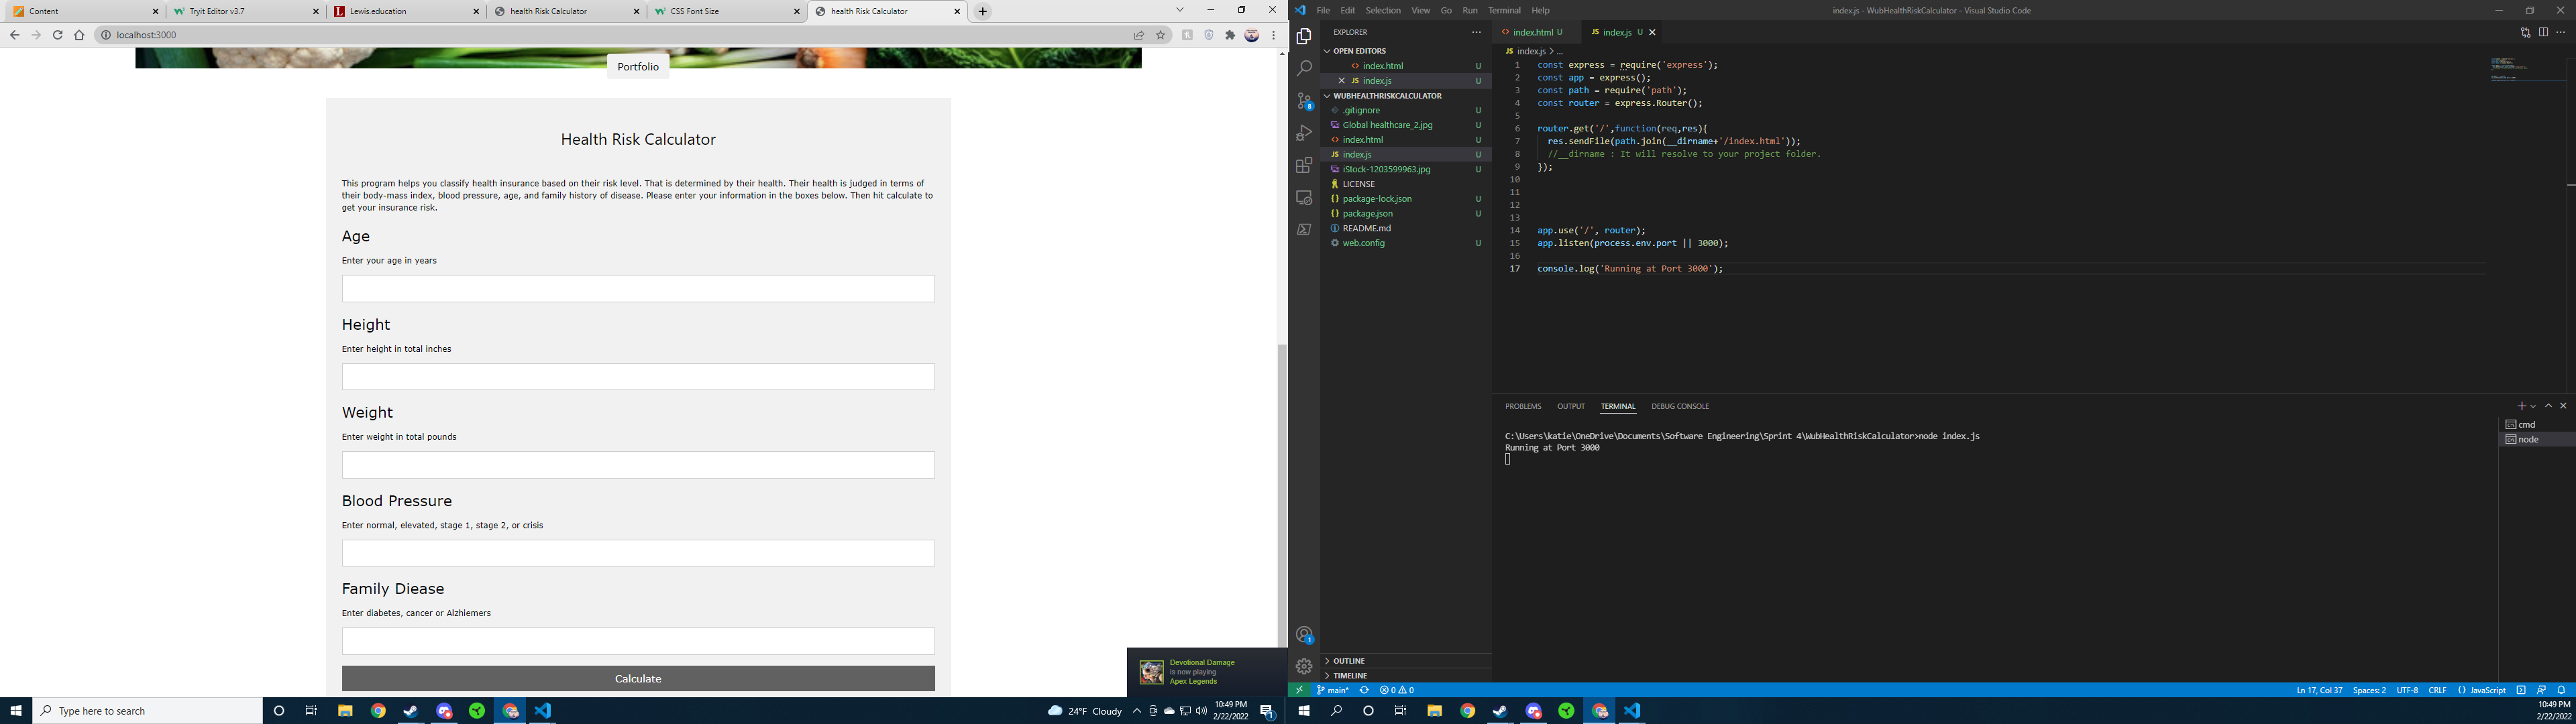 Content
Tryit Editor v3.7
Lewis.education
health Risk Calculator
CSS Font Size
health Risk Calculator
localhost:3000
Portfolio
Health Risk Calculator
This program helps you classify health insurance based on their risk level. That is determined by their health. Their health is judged in terms of
their body-mass index, blood pressure, age, and family history of disease. Please enter your information in the boxes below. Then hit calculate to
get your insurance risk.
Age
Enter your age in years
Height
Enter height in total inches
Weight
Enter weight in total pounds
Blood Pressure
Enter normal, elevated, stage 1, stage 2, or crisis
Family Diease
Enter diabetes, cancer or Alzhiemers
Calculate
Devotional Damage
is now playing
Apex Legends
Type here to search
24°F Cloudy
10:49 PM
2/22/2022
1
File Edit Selection View Go Run Terminal Help
index.js - WubHealthRiskCalculator - Visual Studio Code
EXPLORER
OPEN EDITORS
index.html U
JS index.js U
WUBHEALTHRISKCALCULATOR
.gitignore U
Global healthcare_2.jpg U
index.html U
JS index.js U
iStock-1203599963.jpg U
LICENSE
package-lock.json U
package.json U
README.md
web.config U
OUTLINE
TIMELINE
8
1
index.html U
JS index.js U
JS index.js > ...
1 const express = require('express');
2 const app = express();
3 const path = require('path');
4 const router = express.Router();
5
6 router.get('/',function(req,res){
7 res.sendFile(path.join(__dirname+'/index.html'));
8 //__dirname : It will resolve to your project folder.
9 });
10
11
12
13
14 app.use('/', router);
15 app.listen(process.env.port || 3000);
16
17 console.log('Running at Port 3000');
PROBLEMS OUTPUT TERMINAL DEBUG CONSOLE
C:\Users\katie\OneDrive\Documents\Software Engineering\Sprint 4\WubHealthRiskCalculator>node index.js
Running at Port 3000
cmd
node
main* 0 0
Ln 17, Col 37 Spaces: 2 UTF-8 CRLF {} JavaScript
10:49 PM
2/22/2022